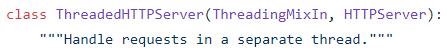 class ThreadedHTTPServer(ThreadingMixIn, HTTPServer):
    """Handle requests in a separate thread."""